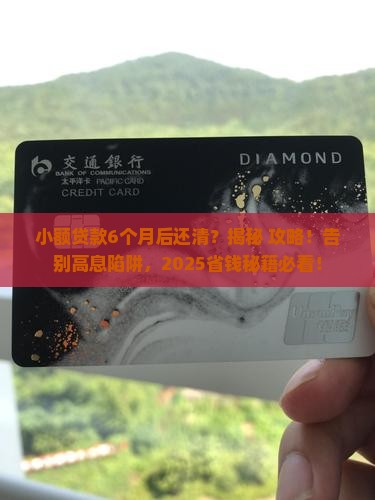 交通銀行
BANK OF COMMUNICATIONS
太平洋卡 PACIFIC CARD
CREDIT CARD
DIAMOND
小额贷款6个月后还清？揭秘 攻略！告
别高息陷阱，2025省钱秘籍必看！
UnionPay